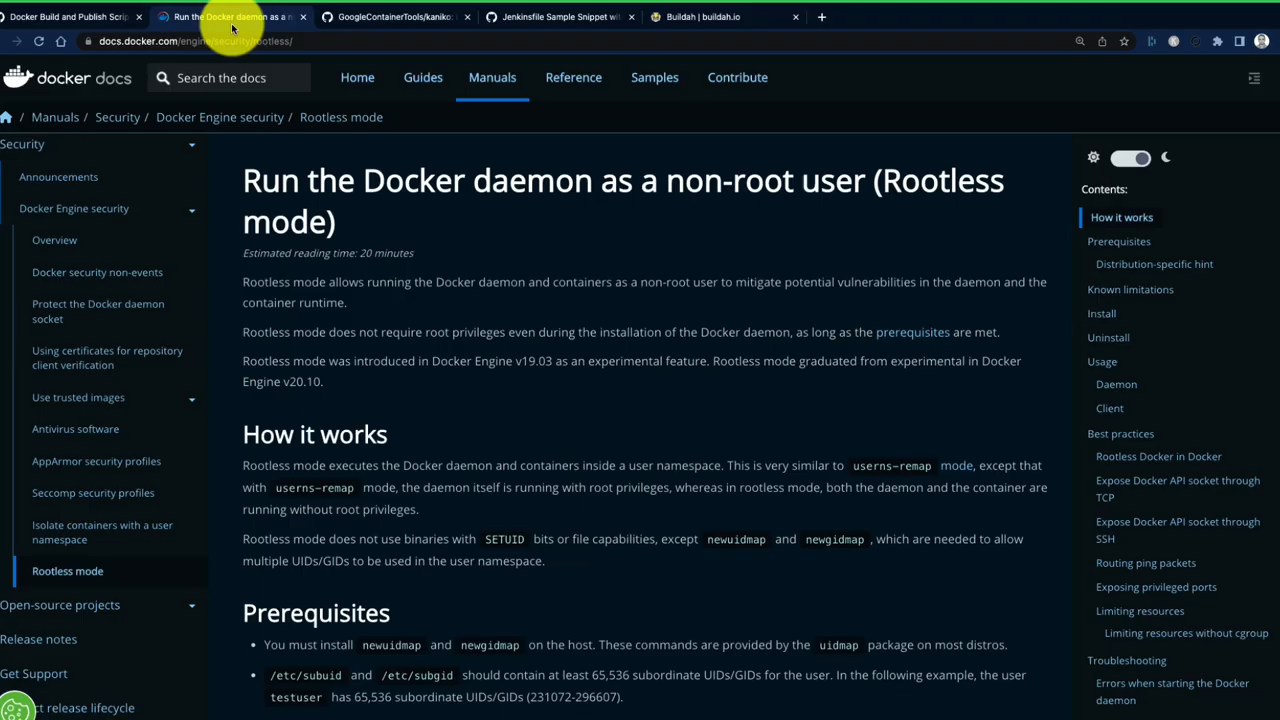 Docker Build and Publish Scrip
Run the Docker daemon as a n
GoogleContainerTools/kaniko:
Jenkinsfile Sample Snippet wi
Buildah | buildah.io
docs.docker.com/engine/security/rootless/
docker docs
Search the docs
Home
Guides
Manuals
Reference
Samples
Contribute
/ Manuals / Security / Docker Engine security / Rootless mode
Security
Announcements
Docker Engine security
Overview
Docker security non-events
Protect the Docker daemon
socket
Using certificates for repository
client verification
Use trusted images
Antivirus software
AppArmor security profiles
Seccomp security profiles
Isolate containers with a user
namespace
Rootless mode
Open-source projects
Release notes
Get Support
ct release lifecycle
Run the Docker daemon as a non-root user (Rootless
mode)
Estimated reading time: 20 minutes
Rootless mode allows running the Docker daemon and containers as a non-root user to mitigate potential vulnerabilities in the daemon and the
container runtime.
Rootless mode does not require root privileges even during the installation of the Docker daemon, as long as the prerequisites are met.
Rootless mode was introduced in Docker Engine v19.03 as an experimental feature. Rootless mode graduated from experimental in Docker
Engine v20.10.
How it works
Rootless mode executes the Docker daemon and containers inside a user namespace. This is very similar to userns-remap mode, except that
with userns-remap mode, the daemon itself is running with root privileges, whereas in rootless mode, both the daemon and the container are
running without root privileges.
Rootless mode does not use binaries with SETUID bits or file capabilities, except newuidmap and newgidmap , which are needed to allow
multiple UIDs/GIDs to be used in the user namespace.
Prerequisites
• You must install newuidmap and newgidmap on the host. These commands are provided by the uidmap package on most distros.
• /etc/subuid and /etc/subgid should contain at least 65,536 subordinate UIDs/GIDs for the user. In the following example, the user
testuser has 65,536 subordinate UIDs/GIDs (231072-296607).
Contents:
How it works
Prerequisites
Distribution-specific hint
Known limitations
Install
Uninstall
Usage
Daemon
Client
Best practices
Rootless Docker in Docker
Expose Docker API socket through
TCP
Expose Docker API socket through
SSH
Routing ping packets
Exposing privileged ports
Limiting resources
Limiting resources without cgroup
Troubleshooting
Errors when starting the Docker
daemon